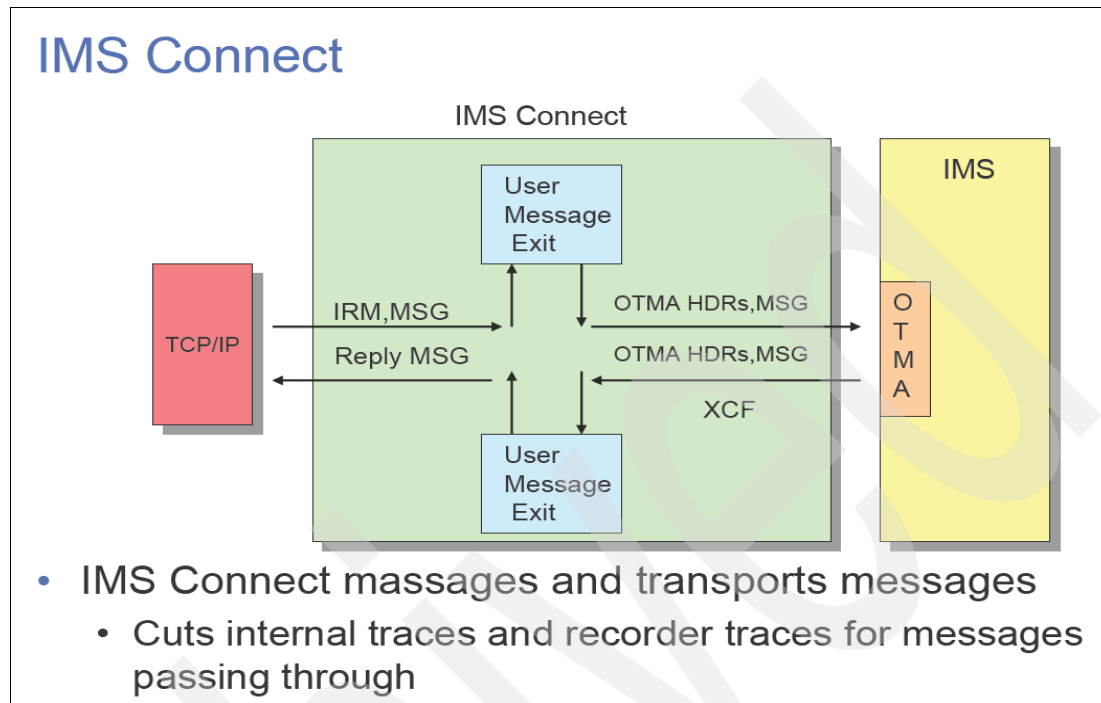 IMS Connect
IMS Connect
IMS
User
Message
Exit
IRM,MSG
OTMA HDRs,MSG
TCP/IP
Reply MSG
OTMA HDRs,MSG
XCF
O
T
M
A
User
Message
Exit
• IMS Connect massages and transports messages
• Cuts internal traces and recorder traces for messages
passing through